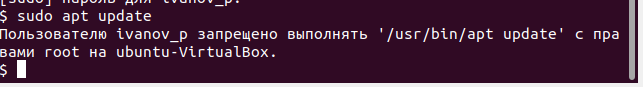 [sudo] пароль для ivanov_p:
$ sudo apt update
Пользователю ivanov_p запрещено выполнять '/usr/bin/apt update' с пра
вами root на ubuntu-VirtualBox.
$